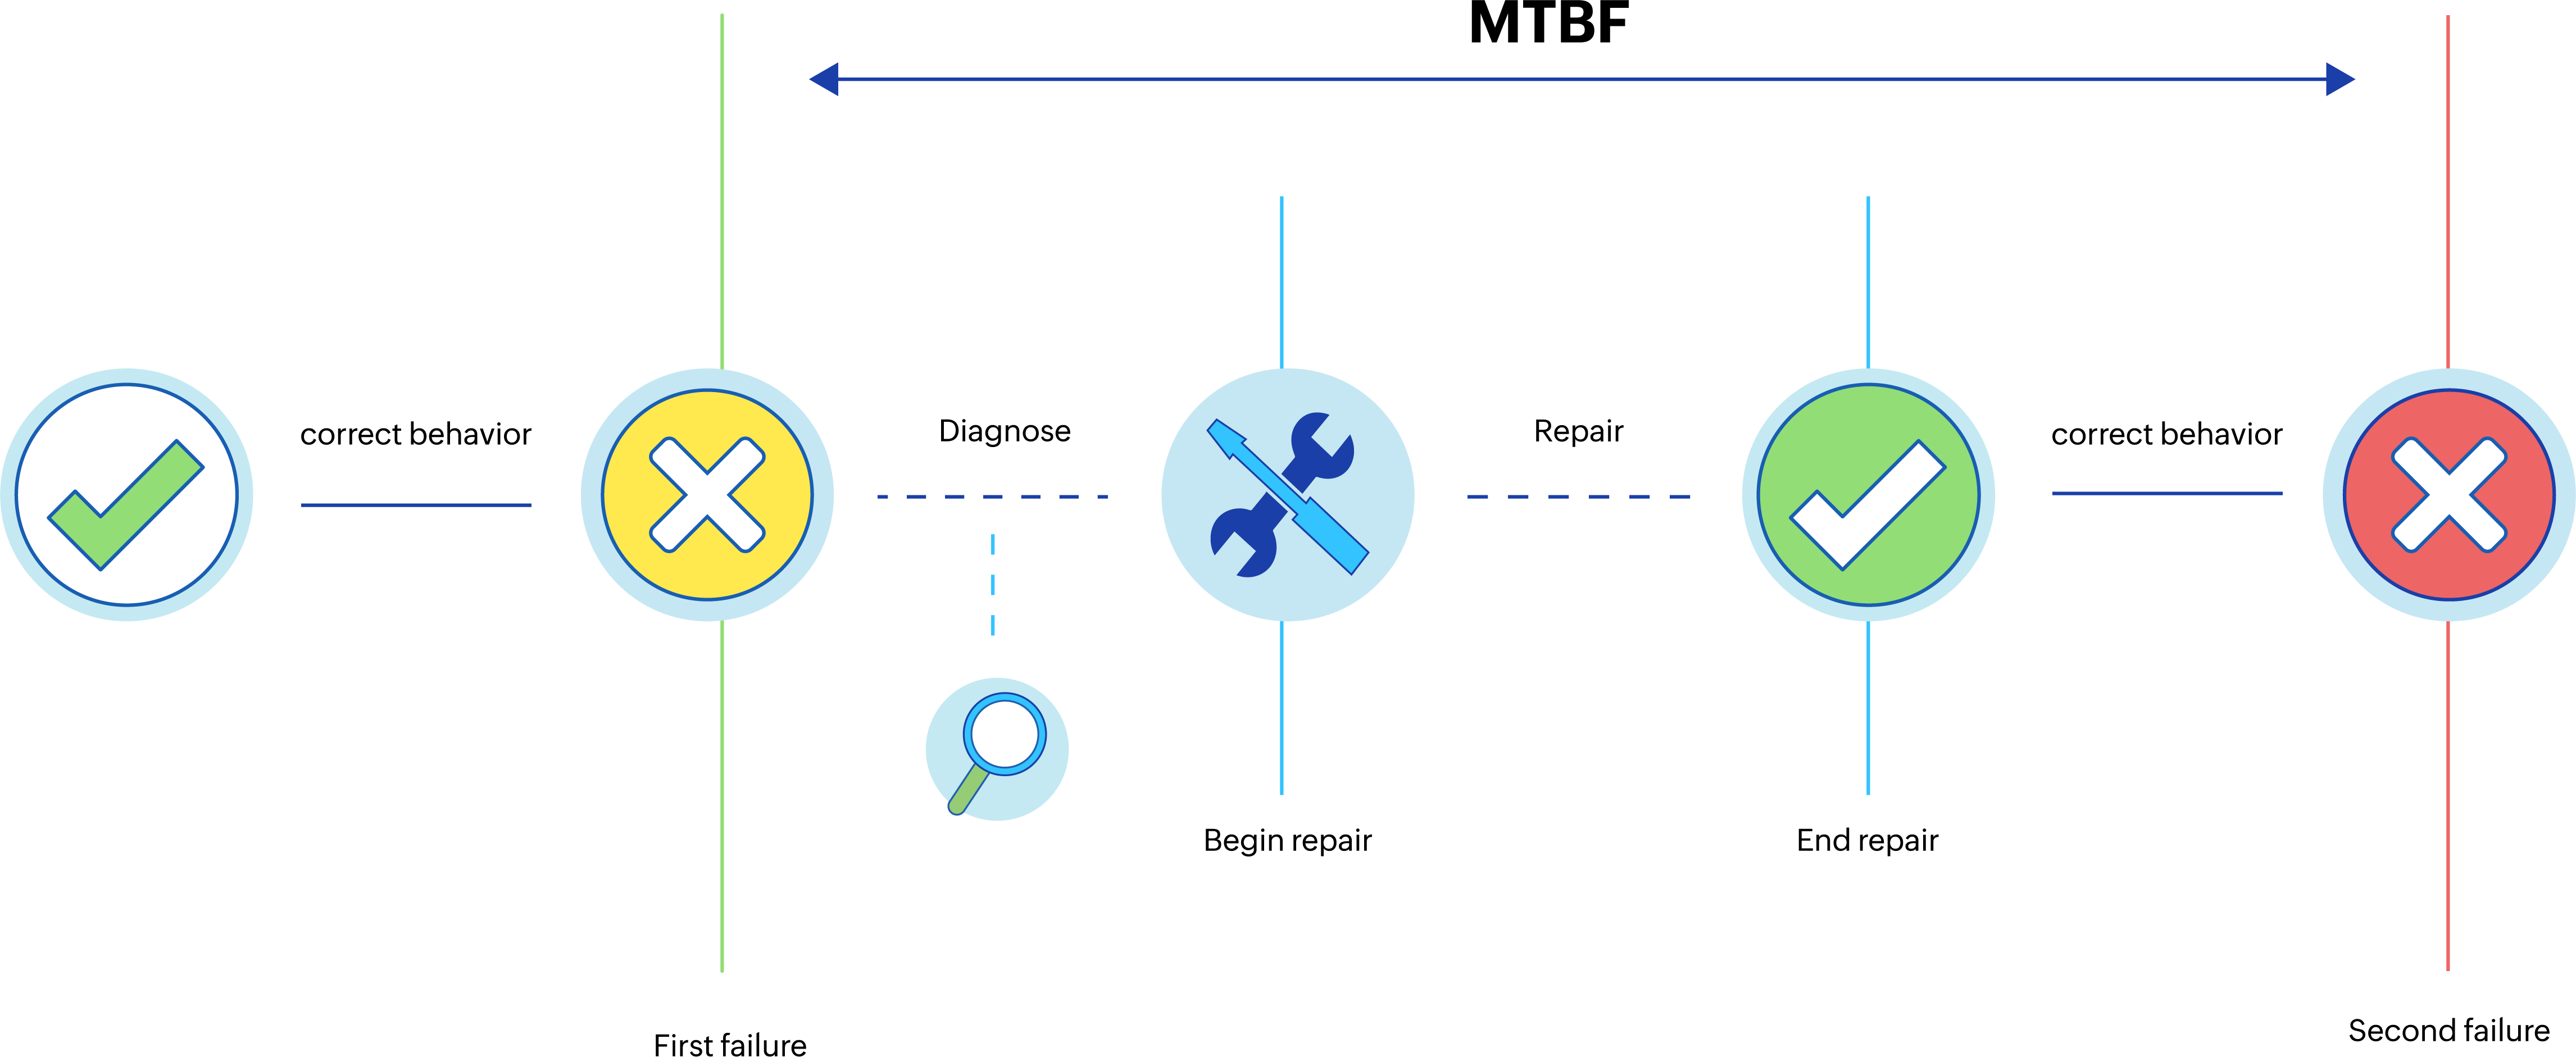 MTBF
correct behavior
Diagnose
Repair
correct behavior
Begin repair
End repair
First failure
Second failure